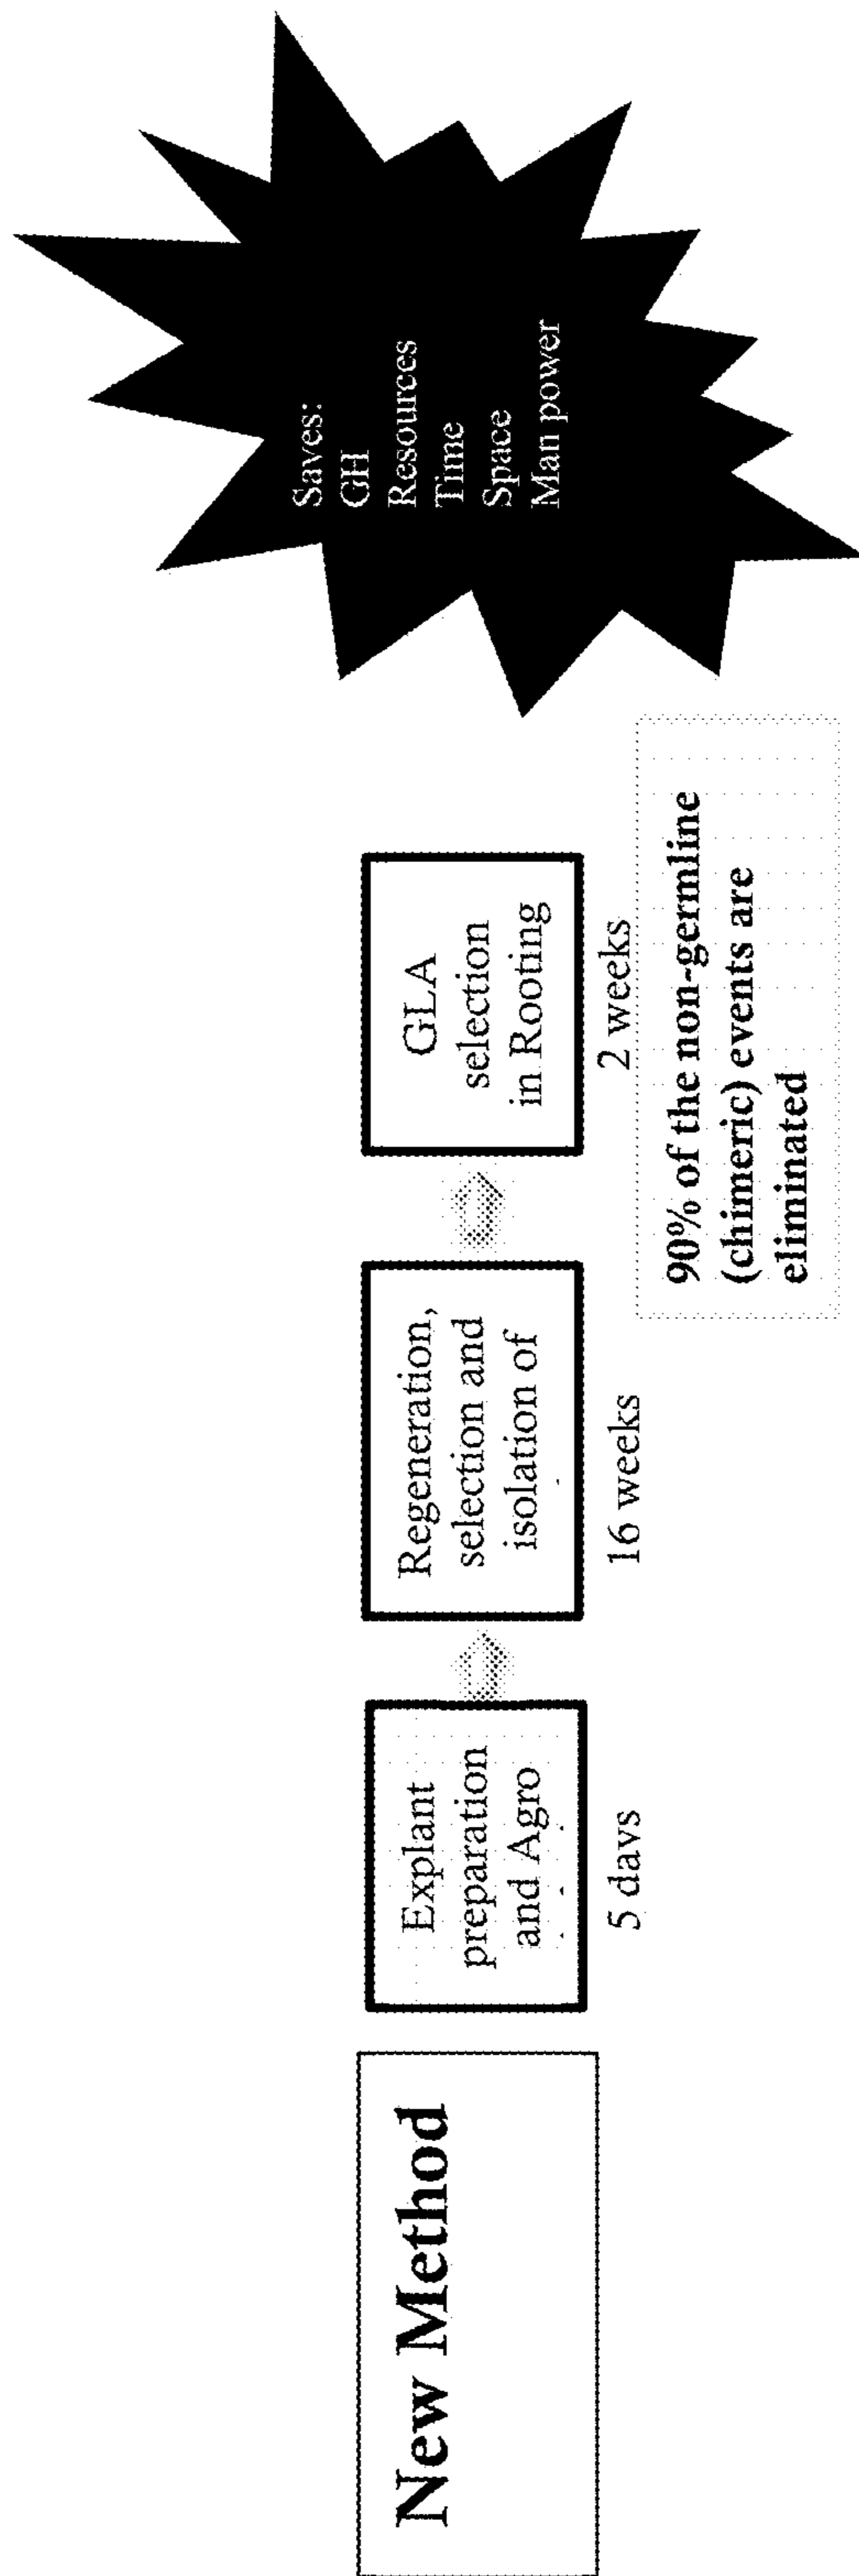 New Method
Explant
preparation
and Agro
5 days
Regeneration,
selection and
isolation of
16 weeks
GLA
selection
in Rooting
2 weeks
90% of the non-germline
(chimeric) events are
eliminated
Saves:
GH
Resources
Time
Space
Man power